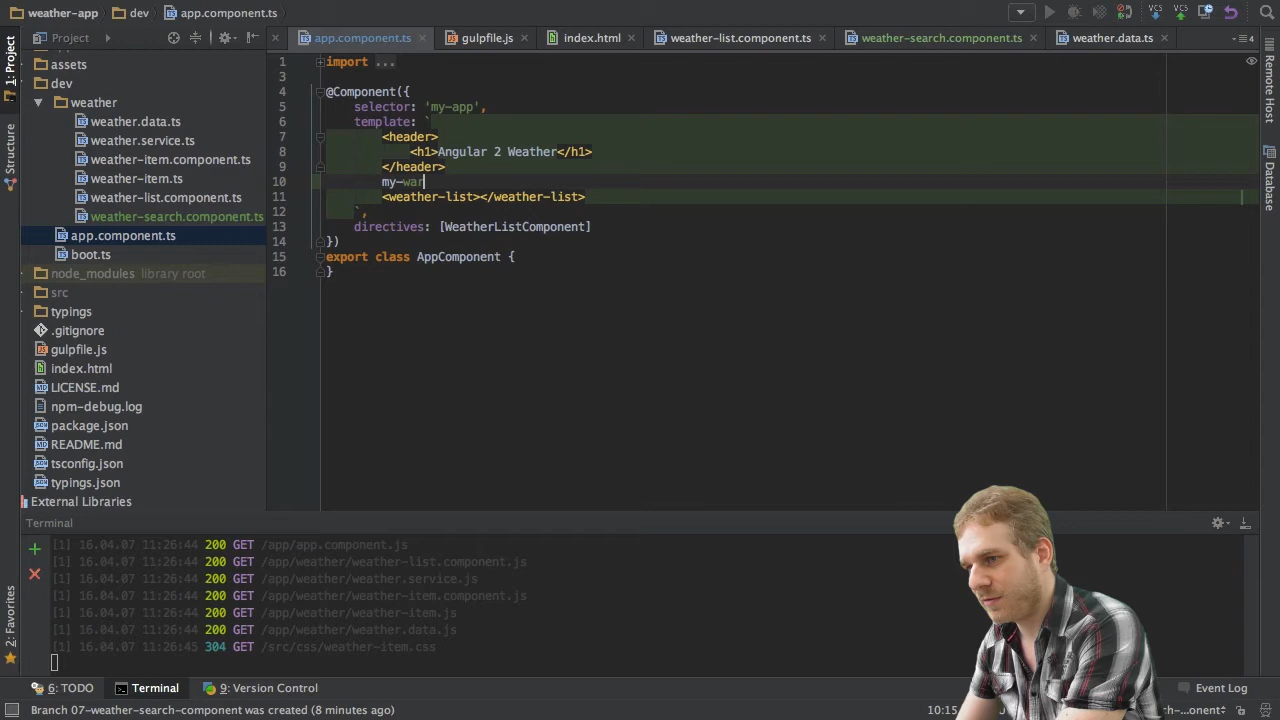 weather-app dev app.component.ts
Project app.component.ts gulpfile.js index.html weather-list.component.ts weather-search.component.ts weather.data.ts 4
1: Project
Structure
2: Favorites
Remote Host
Database
assets
dev
weather
weather.data.ts
weather.service.ts
weather-item.component.ts
weather-item.ts
weather-list.component.ts
weather-search.component.ts
app.component.ts
boot.ts
node_modules library root
src
typings
.gitignore
gulpfile.js
index.html
LICENSE.md
npm-debug.log
package.json
README.md
tsconfig.json
typings.json
External Libraries
1 import ...
3
4 @Component({
5 selector: 'my-app',
6 template: `
7 <header>
8 <h1>Angular 2 Weather</h1>
9 </header>
10 my-war
11 <weather-list></weather-list>
12 `,
13 directives: [WeatherListComponent]
14 })
15 export class AppComponent {
16 }
Terminal
[1] 16.04.07 11:26:44 200 GET /app/app.component.js
[1] 16.04.07 11:26:44 200 GET /app/weather/weather-list.component.js
[1] 16.04.07 11:26:44 200 GET /app/weather/weather.service.js
[1] 16.04.07 11:26:44 200 GET /app/weather/weather-item.component.js
[1] 16.04.07 11:26:44 200 GET /app/weather/weather-item.js
[1] 16.04.07 11:26:44 200 GET /app/weather/weather.data.js
[1] 16.04.07 11:26:45 304 GET /src/css/weather-item.css
6: TODO Terminal 9: Version Control Event Log
Branch 07-weather-search-component was created (8 minutes ago) 10:15 ch-...onent